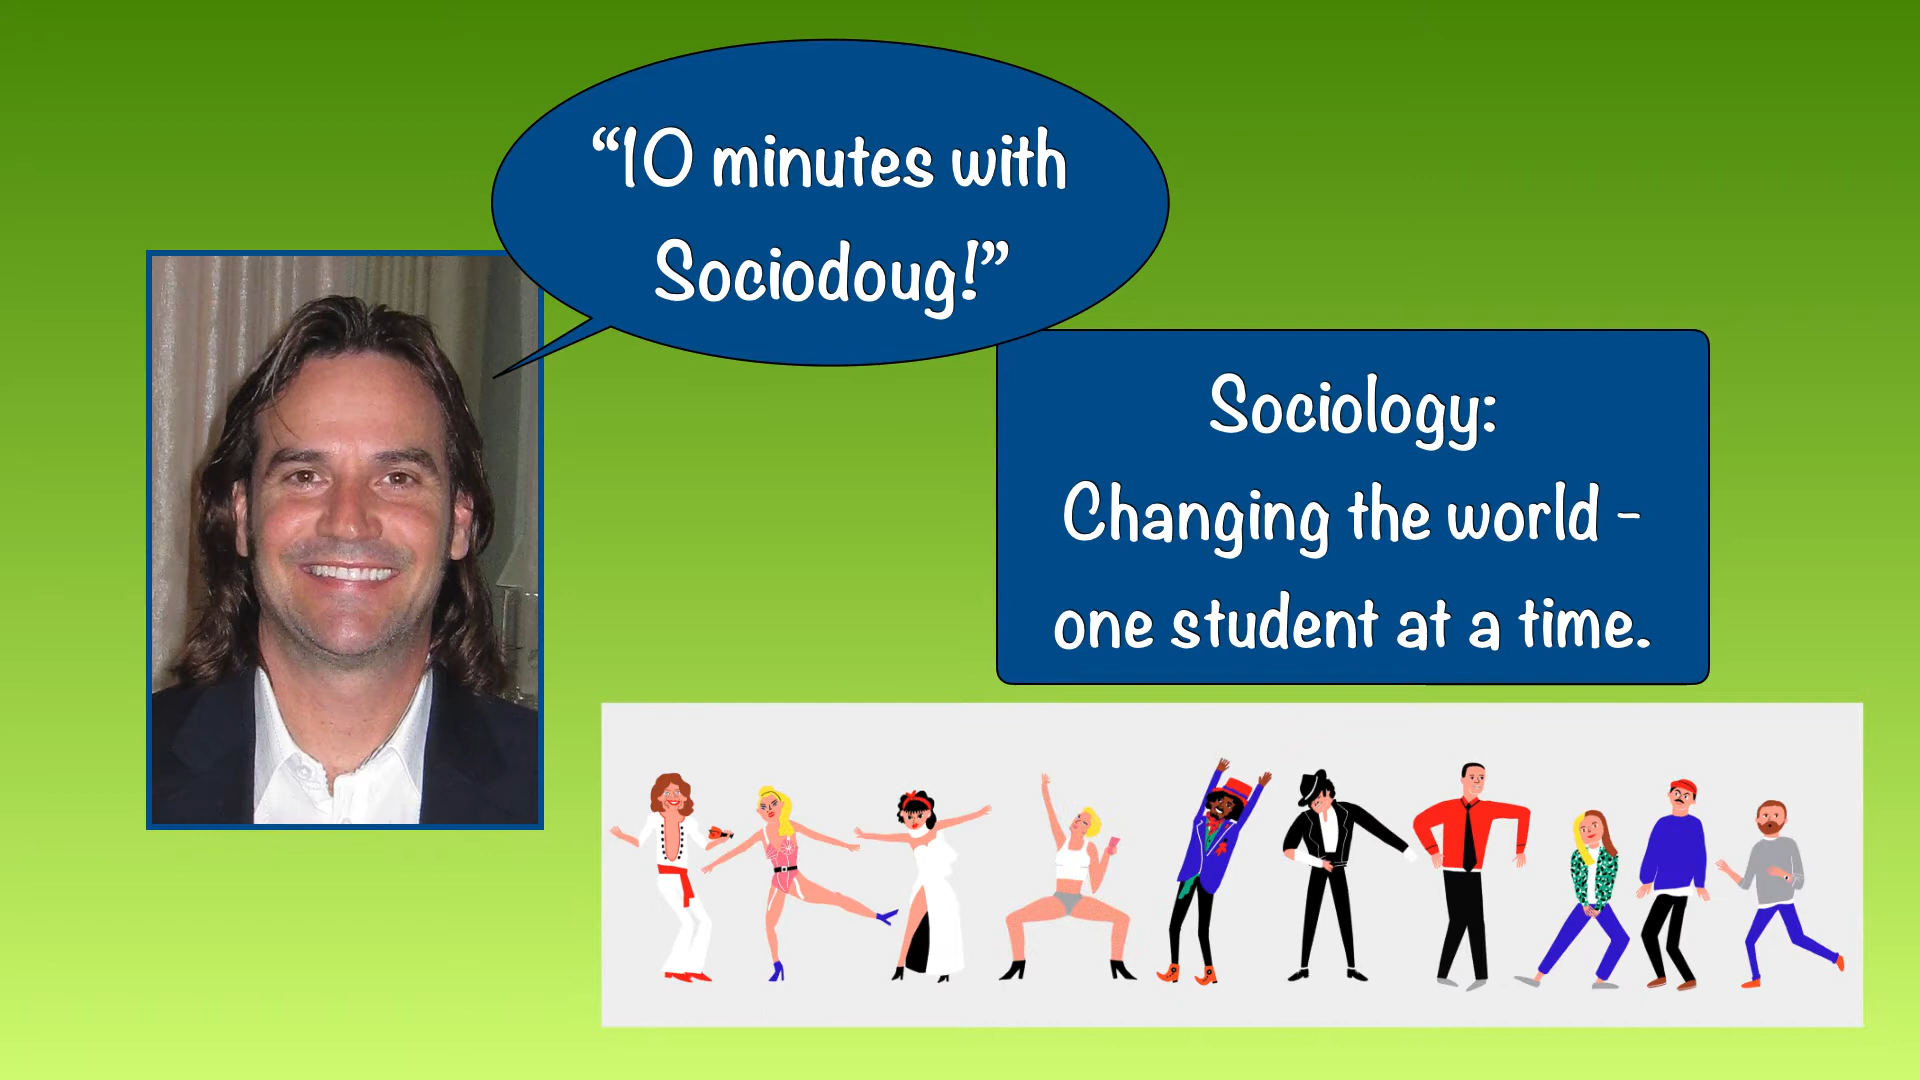 “10 minutes with
Sociodoug!”
Sociology:
Changing the world -
one student at a time.